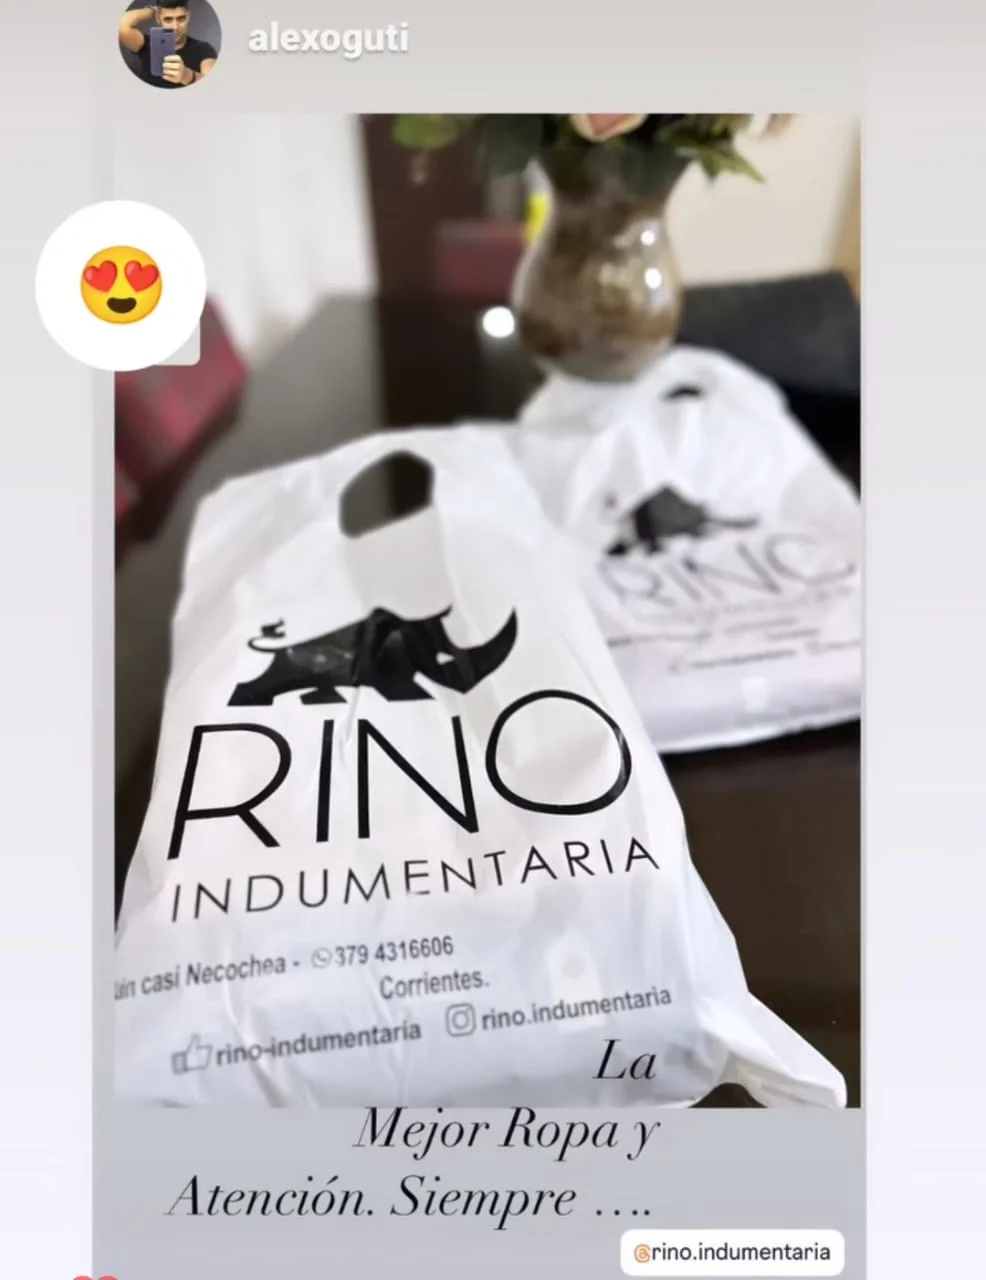 alexoguti
RINO
INDUMENTARIA
casi Necochea - 379 4316606
Corrientes.
rino-indumentaria rino.indumentaria
RINO
La
Mejor Ropa y
Atención. Siempre ....
@rino.indumentaria